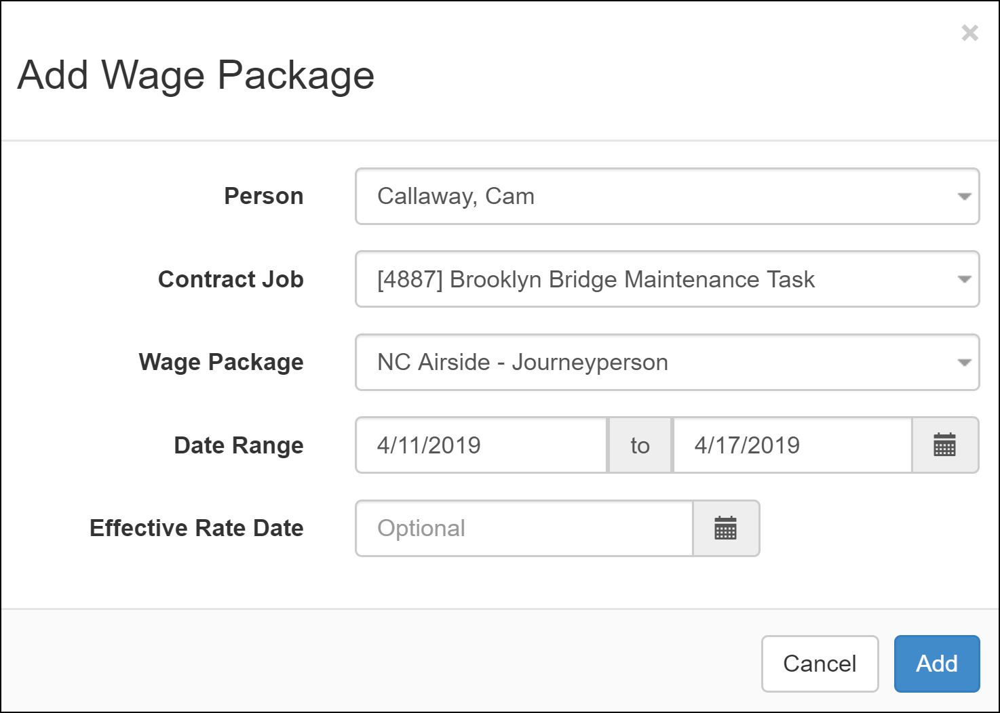 ×
Add Wage Package
Person Callaway, Cam
Contract Job [4887] Brooklyn Bridge Maintenance Task
Wage Package NC Airside - Journeyperson
Date Range 4/11/2019 to 4/17/2019
Effective Rate Date Optional
Cancel Add